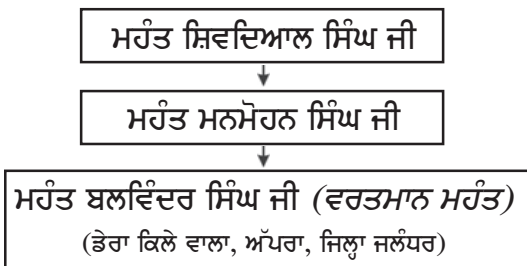 ਮਹੰਤ ਸ਼ਿਵਦਿਆਲ ਸਿੰਘ ਜੀ
ਮਹੰਤ ਮਨਮੋਹਨ ਸਿੰਘ ਜੀ
ਮਹੰਤ ਬਲਵਿੰਦਰ ਸਿੰਘ ਜੀ (ਵਰਤਮਾਨ ਮਹੰਤ)
(ਡੇਰਾ ਕਿਲੇ ਵਾਲਾ, ਅੱਪਰਾ, ਜਿਲ੍ਹਾ ਜਲੰਧਰ)